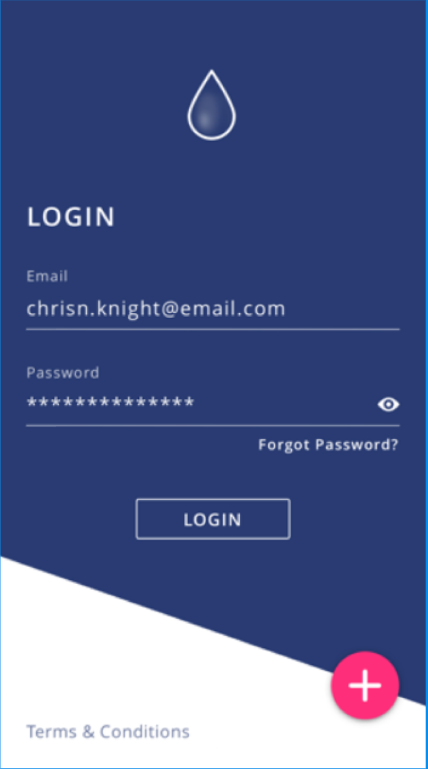 LOGIN
Email
chrisn.knight@email.com
Password
**************
Forgot Password?
LOGIN
Terms & Conditions